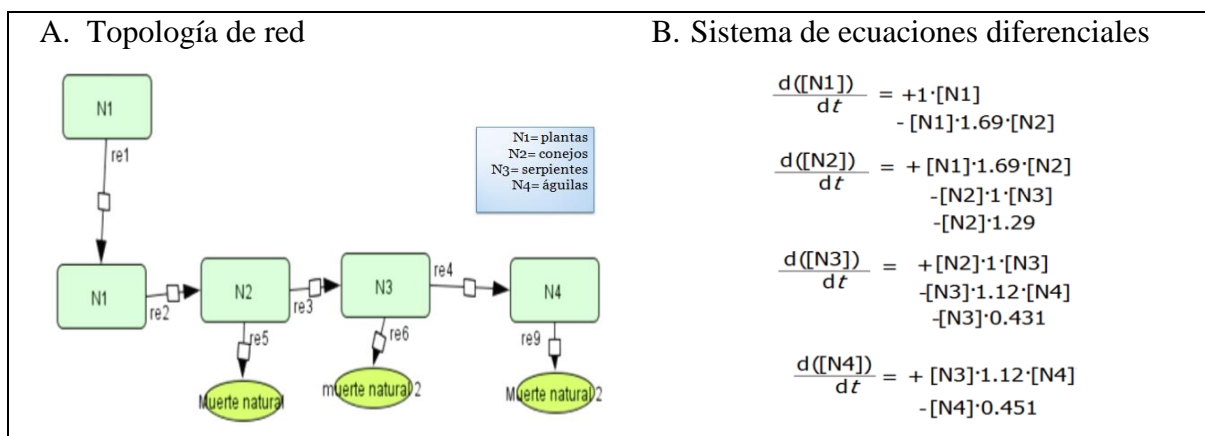 A. Topología de red
N1
re1
N1= plantas
N2= conejos
N3= serpientes
N4= águilas
N1
re2
N2
re3
N3
re4
N4
re5
re6
re9
Muerte natural
muerte natural 2
Muerte natural 2
B. Sistema de ecuaciones diferenciales
d([N1])/dt = +1·[N1]
- [N1]·1.69·[N2]
d([N2])/dt = + [N1]·1.69·[N2]
-[N2]·1·[N3]
-[N2]·1.29
d([N3])/dt = +[N2]·1·[N3]
-[N3]·1.12·[N4]
-[N3]·0.431
d([N4])/dt = + [N3]·1.12·[N4]
-[N4]·0.451